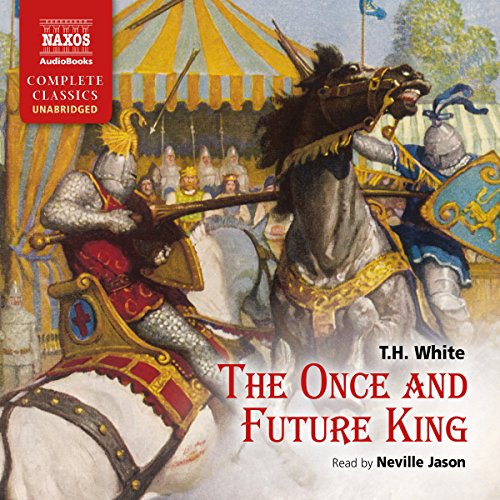 NAXOS
AudioBooks
COMPLETE
CLASSICS
UNABRIDGED
T.H. White
THE ONCE AND
FUTURE KING
Read by Neville Jason